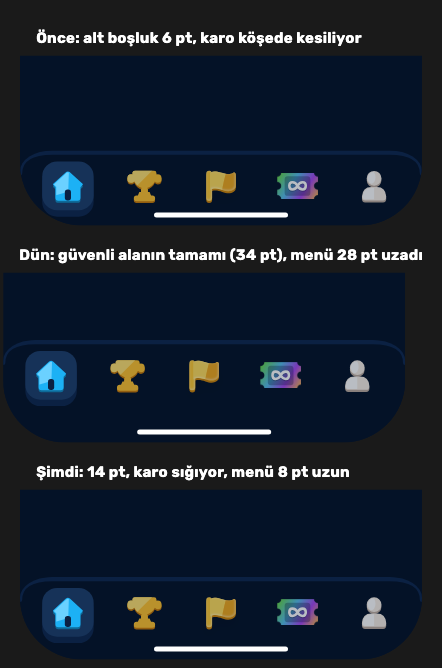 Önce: alt boşluk 6 pt, karo köşede kesiliyor
Dün: güvenli alanın tamamı (34 pt), menü 28 pt uzadı
Şimdi: 14 pt, karo sığıyor, menü 8 pt uzun